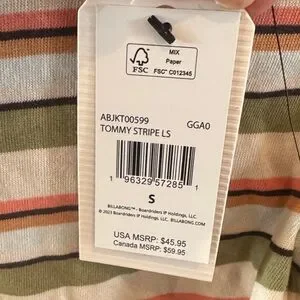 FSC
MIX
Paper
FSC™ C012345
ABJKT00599 GGA0
TOMMY STRIPE LS
1 96329 57285 1
S
BILLABONG™ - Boardriders IP Holdings, LLC.
© 2023 Boardriders IP Holdings, LLC. BILLABONG.COM
USA MSRP: $45.95
Canada MSRP: $59.95